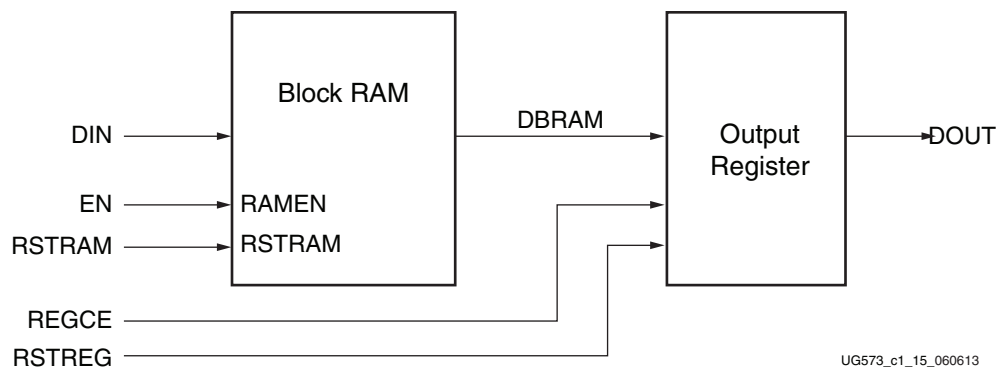 Block RAM
DIN
DBRAM
Output
Register
DOUT
EN
RAMEN
RSTRAM
RSTRAM
REGCE
RSTREG
UG573_c1_15_060613